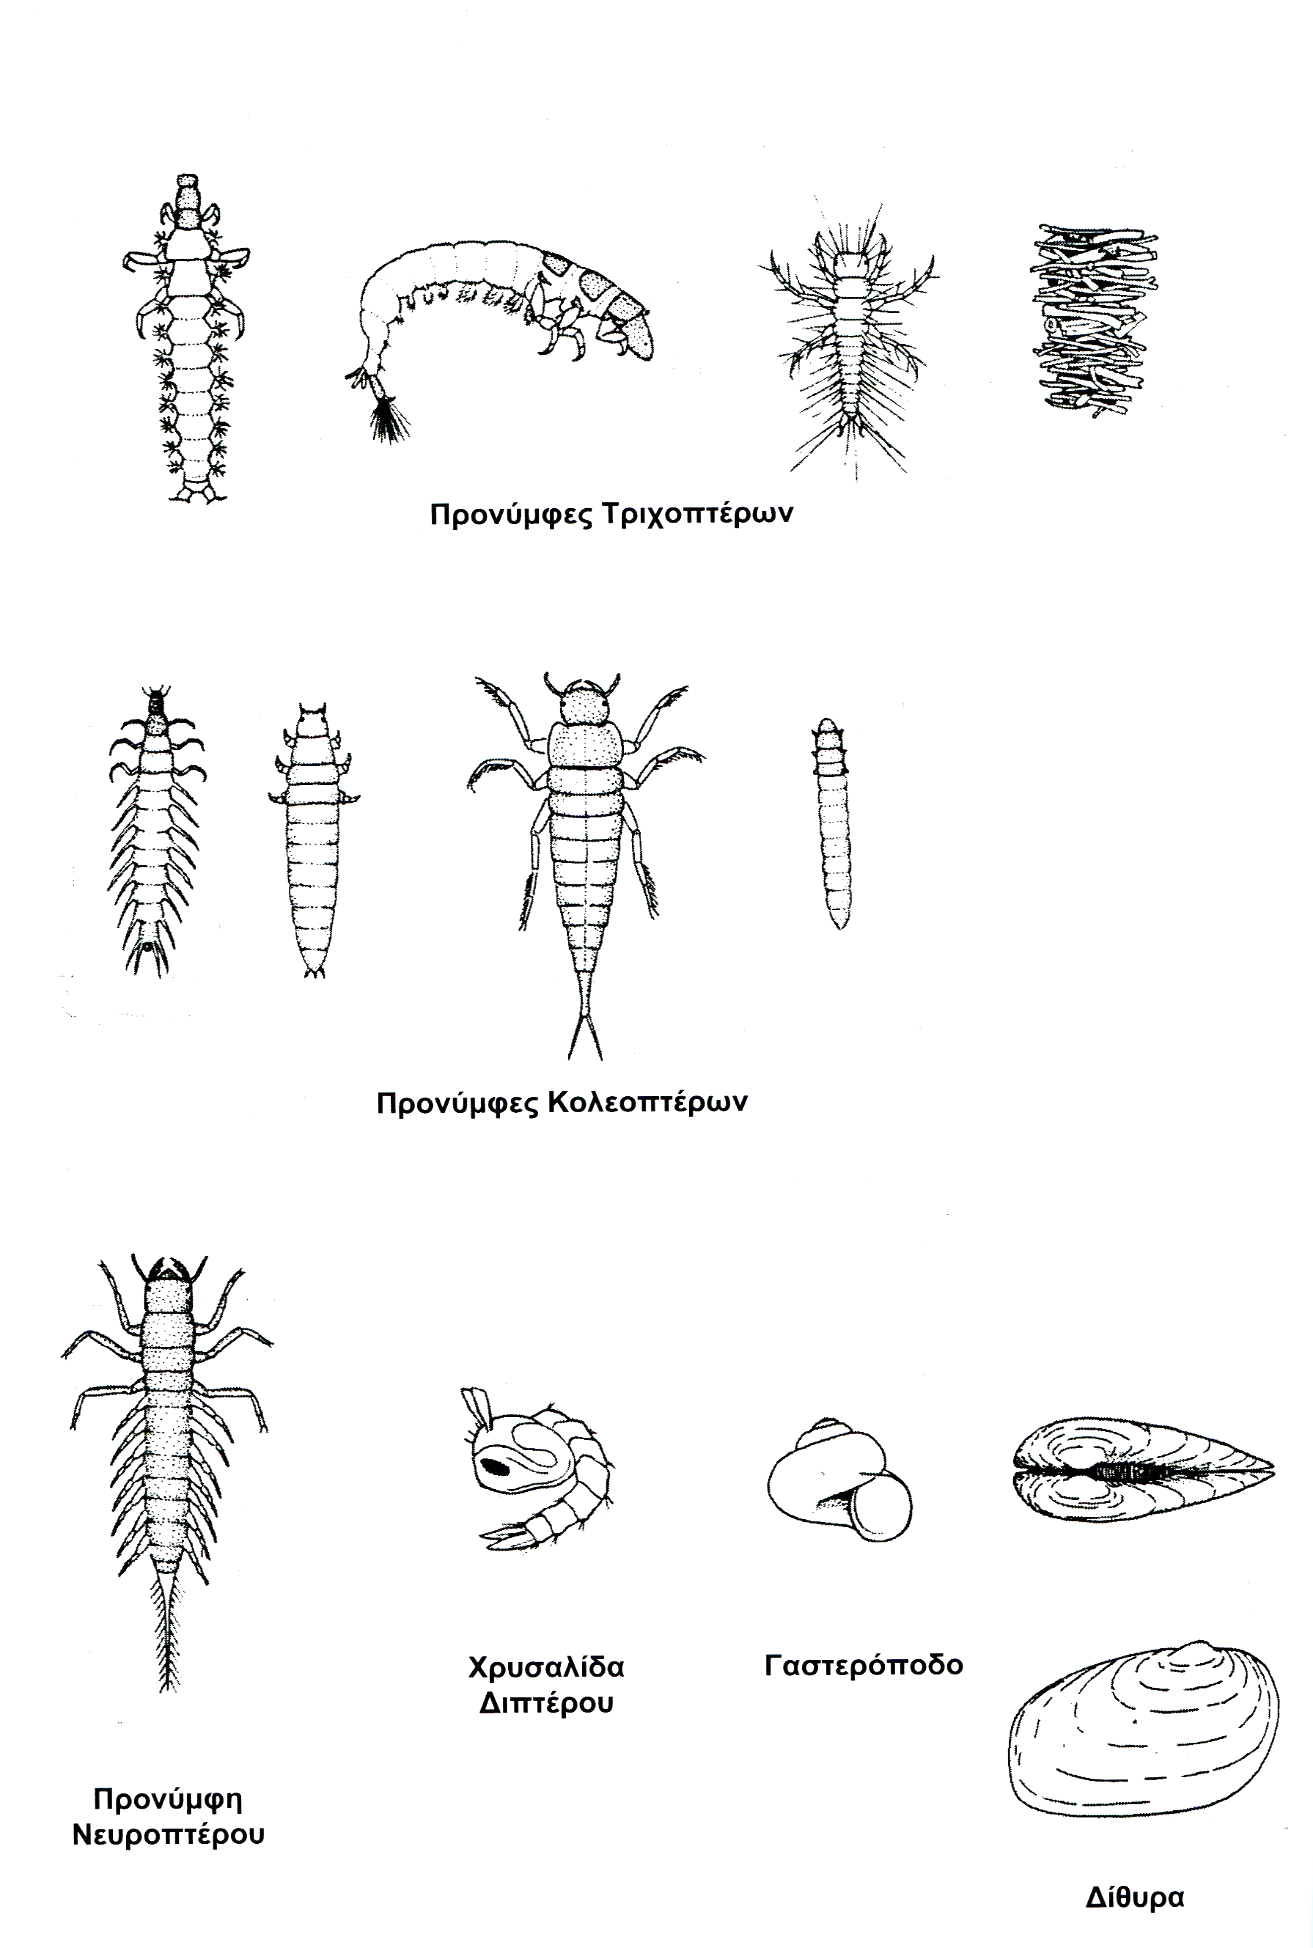 Προνύμφες Τριχοπτέρων
Προνύμφες Κολεοπτέρων
Χρυσαλίδα
Διπτέρου
Γαστερόποδο
Προνύμφη
Νευροπτέρου
Δίθυρα